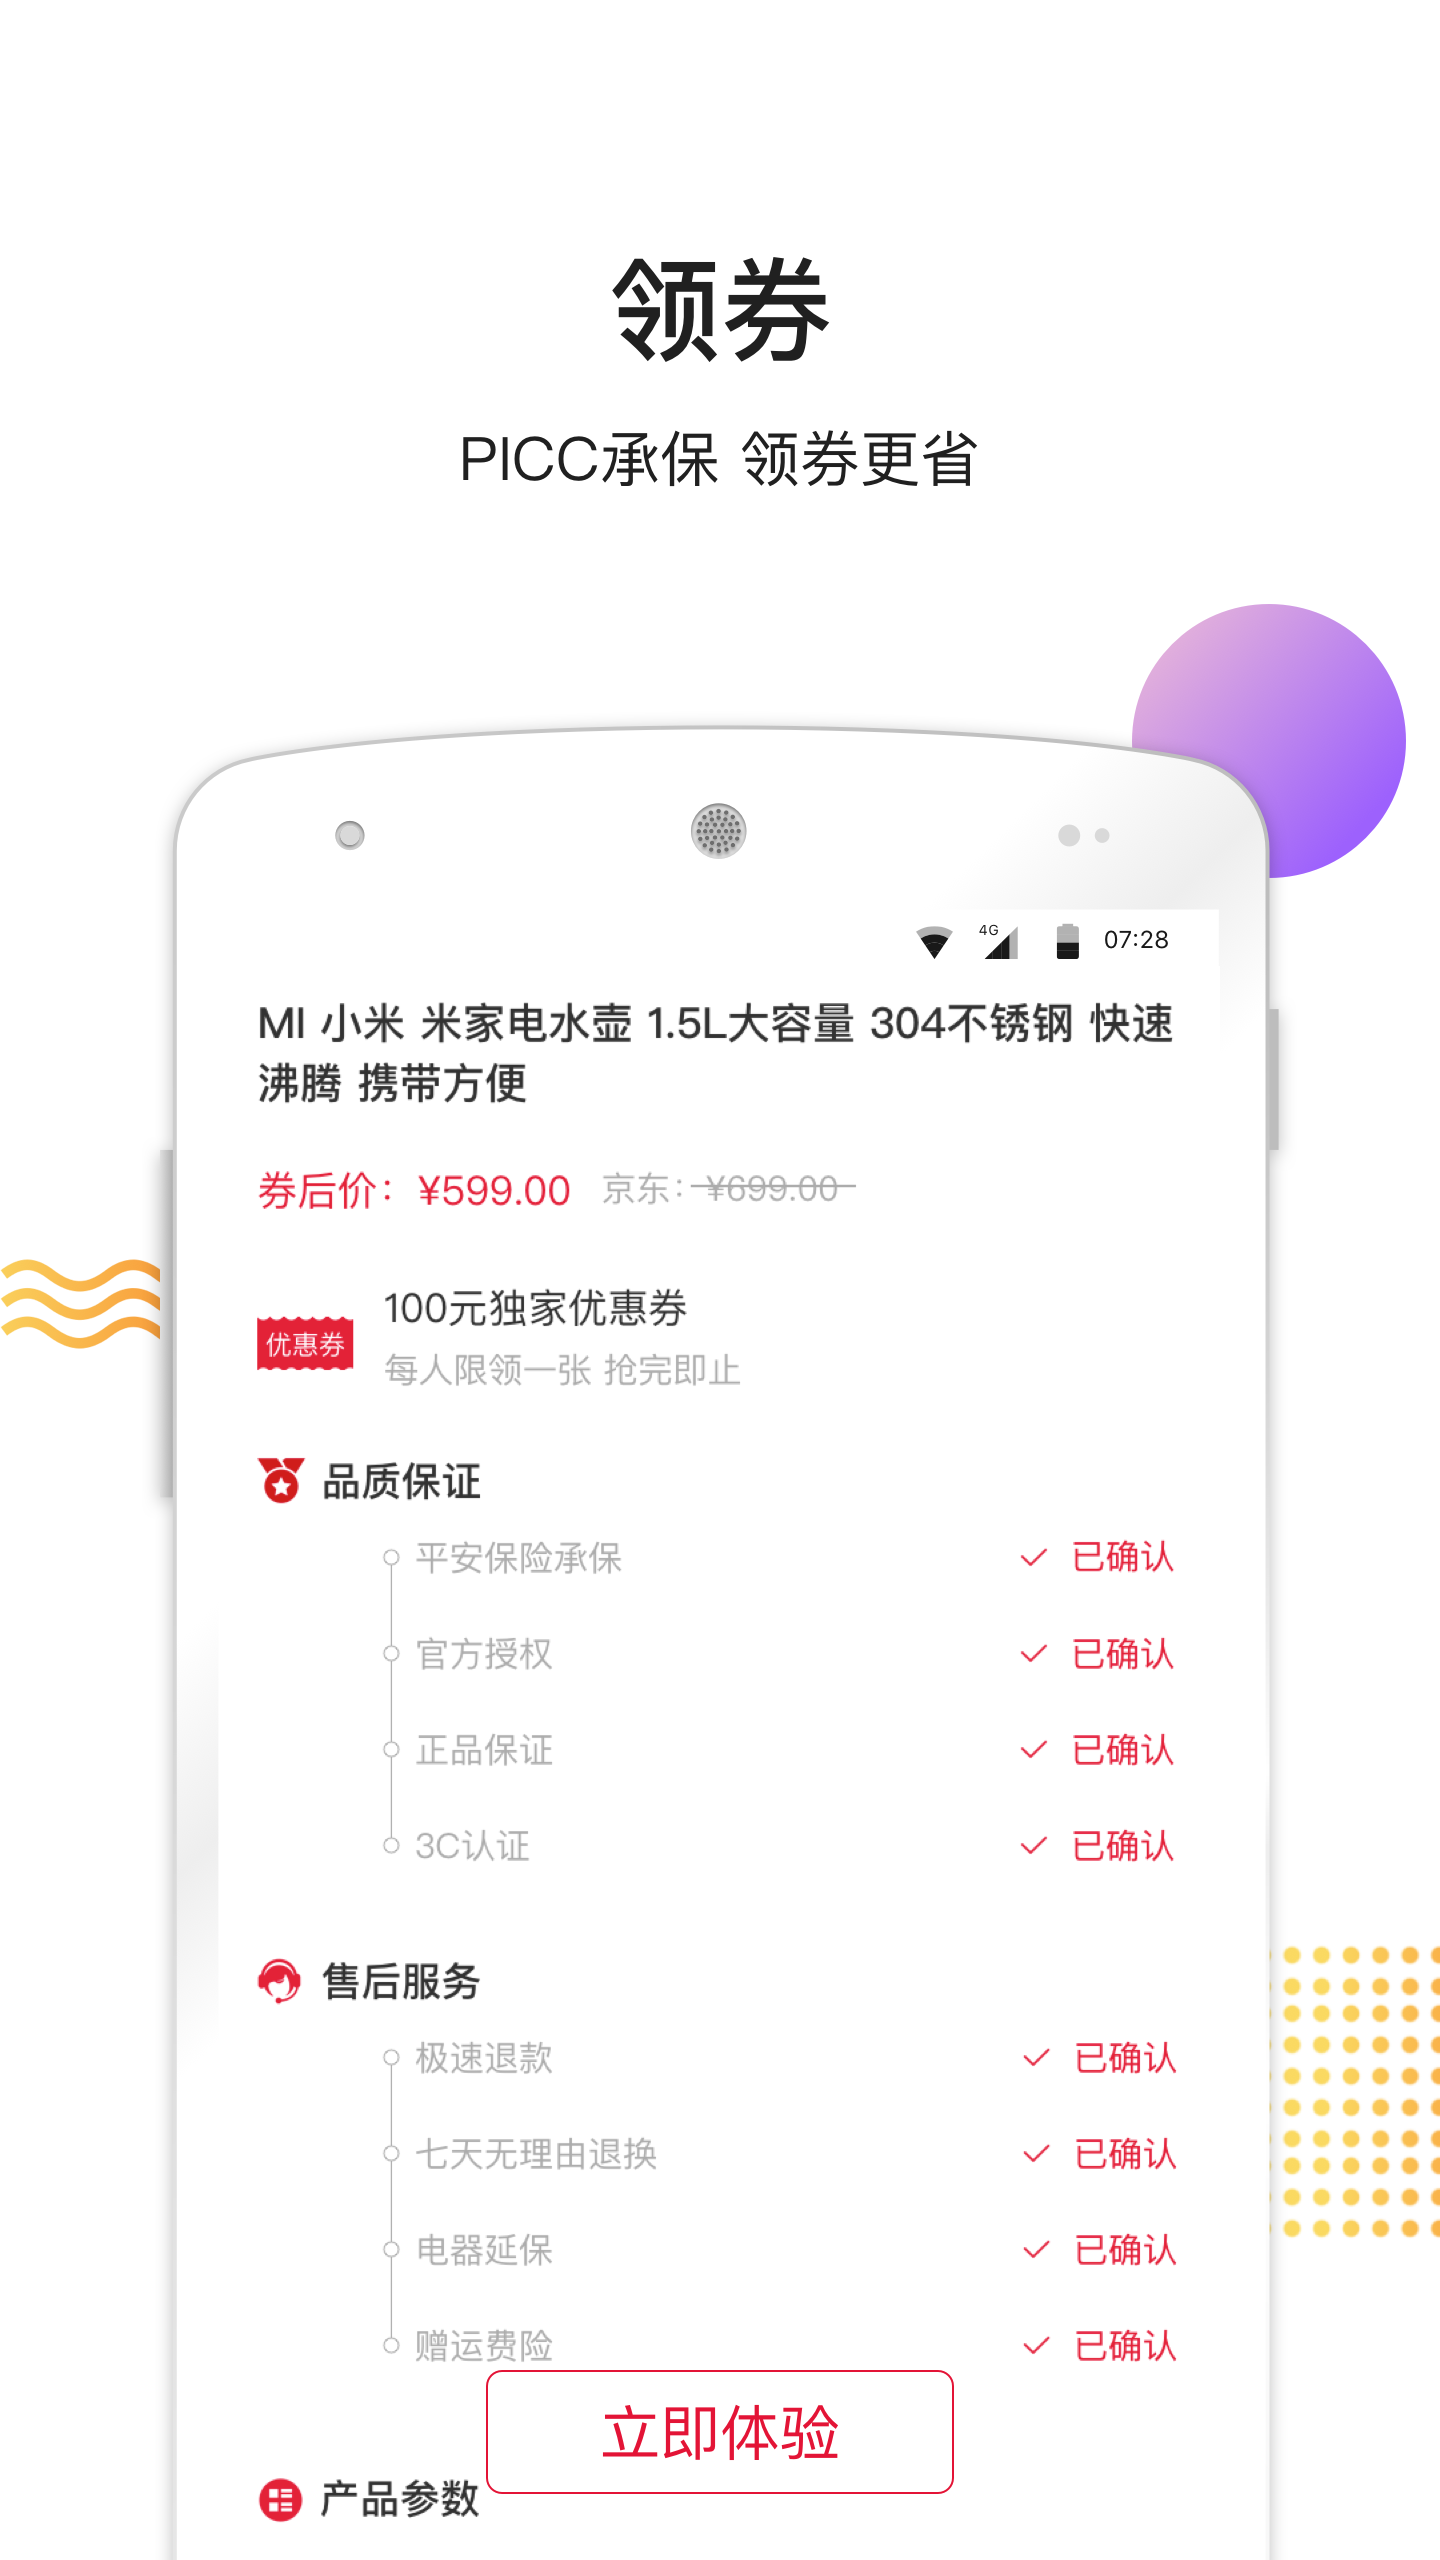 领券
PICC承保 领券更省
4G 07:28
MI 小米 米家电水壶 1.5L大容量 304不锈钢 快速
沸腾 携带方便
券后价：¥599.00 京东：¥699.00
100元独家优惠券
优惠券
每人限领一张 抢完即止
品质保证
平安保险承保 已确认
官方授权 已确认
正品保证 已确认
3C认证 已确认
售后服务
极速退款 已确认
七天无理由退换 已确认
电器延保 已确认
赠运费险 已确认
立即体验
产品参数